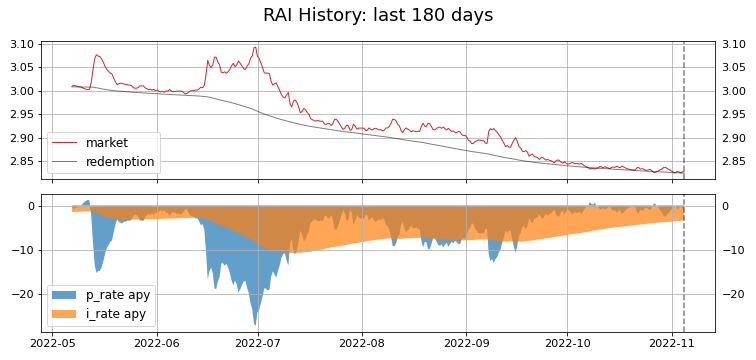 RAI History: last 180 days
3.10 3.10
3.05 3.05
3.00 3.00
2.95 2.95
2.90 2.90
2.85 2.85
market
redemption
0 0
−10 −10
−20 −20
p_rate apy
i_rate apy
2022-05 2022-06 2022-07 2022-08 2022-09 2022-10 2022-11